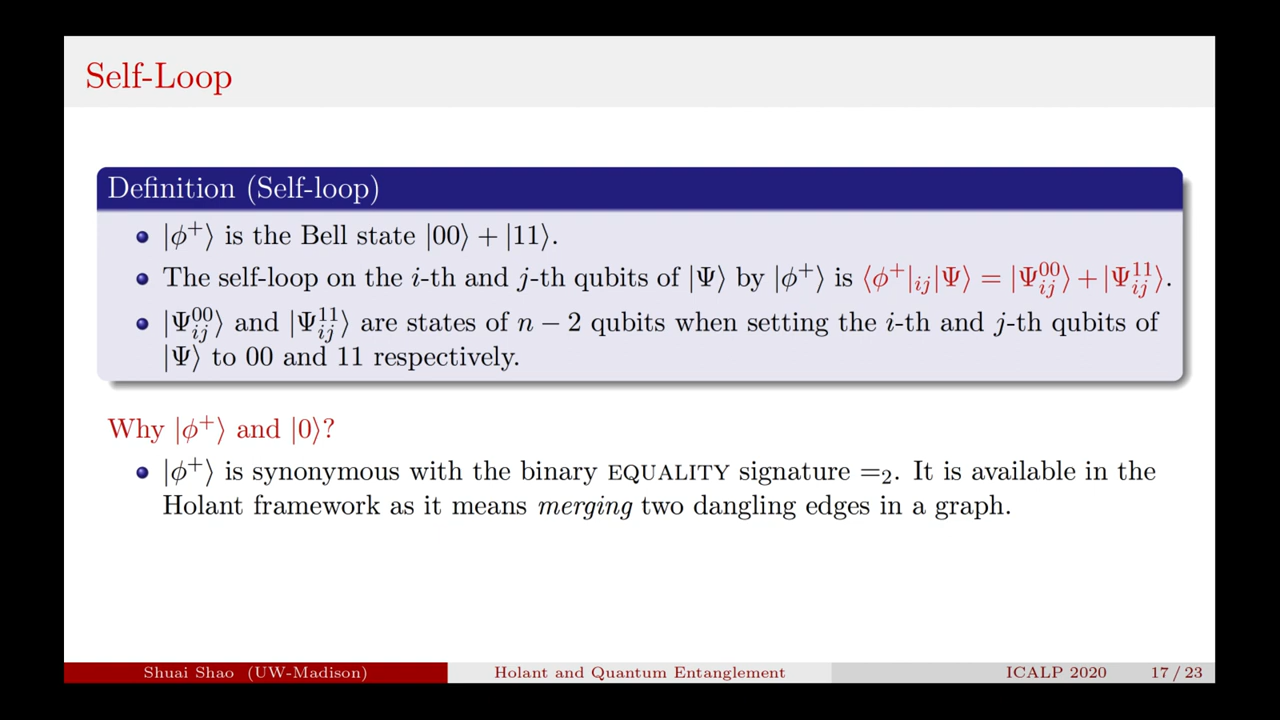 Self-Loop
Definition (Self-loop)
• |ϕ⁺⟩ is the Bell state |00⟩ + |11⟩.
• The self-loop on the i-th and j-th qubits of |Ψ⟩ by |ϕ⁺⟩ is ⟨ϕ⁺|ᵢⱼ|Ψ⟩ = |Ψᵢⱼ⁰⁰⟩ + |Ψᵢⱼ¹¹⟩.
• |Ψᵢⱼ⁰⁰⟩ and |Ψᵢⱼ¹¹⟩ are states of n − 2 qubits when setting the i-th and j-th qubits of
|Ψ⟩ to 00 and 11 respectively.
Why |ϕ⁺⟩ and |0⟩?
• |ϕ⁺⟩ is synonymous with the binary EQUALITY signature =₂. It is available in the
Holant framework as it means merging two dangling edges in a graph.
Shuai Shao (UW-Madison) Holant and Quantum Entanglement ICALP 2020 17 / 23